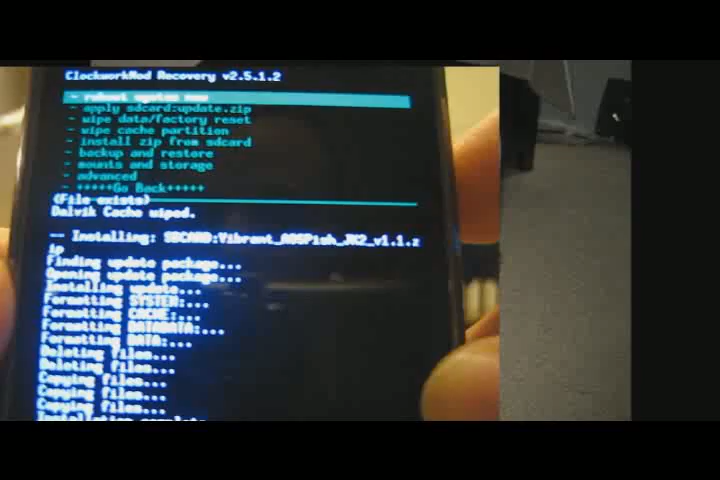 ClockworkMod Recovery v2.5.1.2
- reboot system now
- apply sdcard:update.zip
- wipe data/factory reset
- wipe cache partition
- install zip from sdcard
- backup and restore
- mounts and storage
- advanced
- +++++Go Back+++++
(File exists)
Dalvik Cache wiped.
-- Installing: SDCARD:Vibrant_AOSPish_JK2_v1.1.z
ip
Finding update package...
Opening update package...
Installing update...
Formatting SYSTEM:...
Formatting CACHE:...
Formatting DATADATA:...
Formatting DATA:...
Deleting files...
Deleting files...
Copying files...
Copying files...
Copying files...
Installation complete